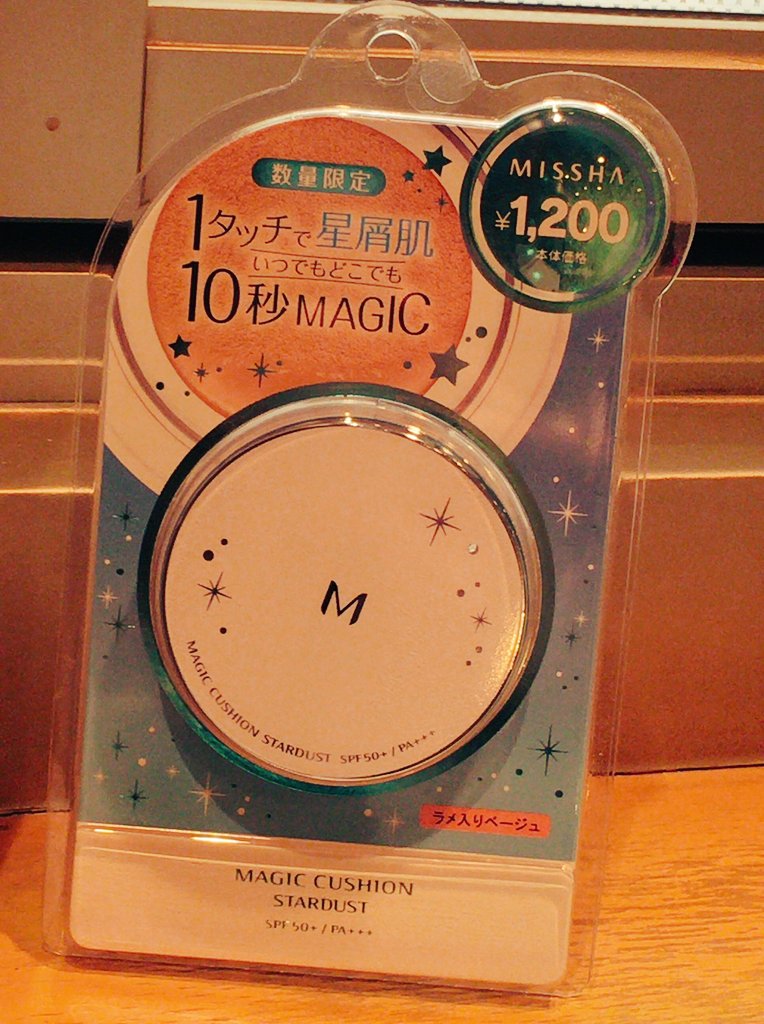 数量限定
1タッチで星屑肌
いつでもどこでも
10秒MAGIC
MISSHA
¥1,200
本体価格
M
MAGIC CUSHION STARDUST SPF50+ / PA+++
ラメ入りベージュ
MAGIC CUSHION
STARDUST
SPF50+ / PA+++